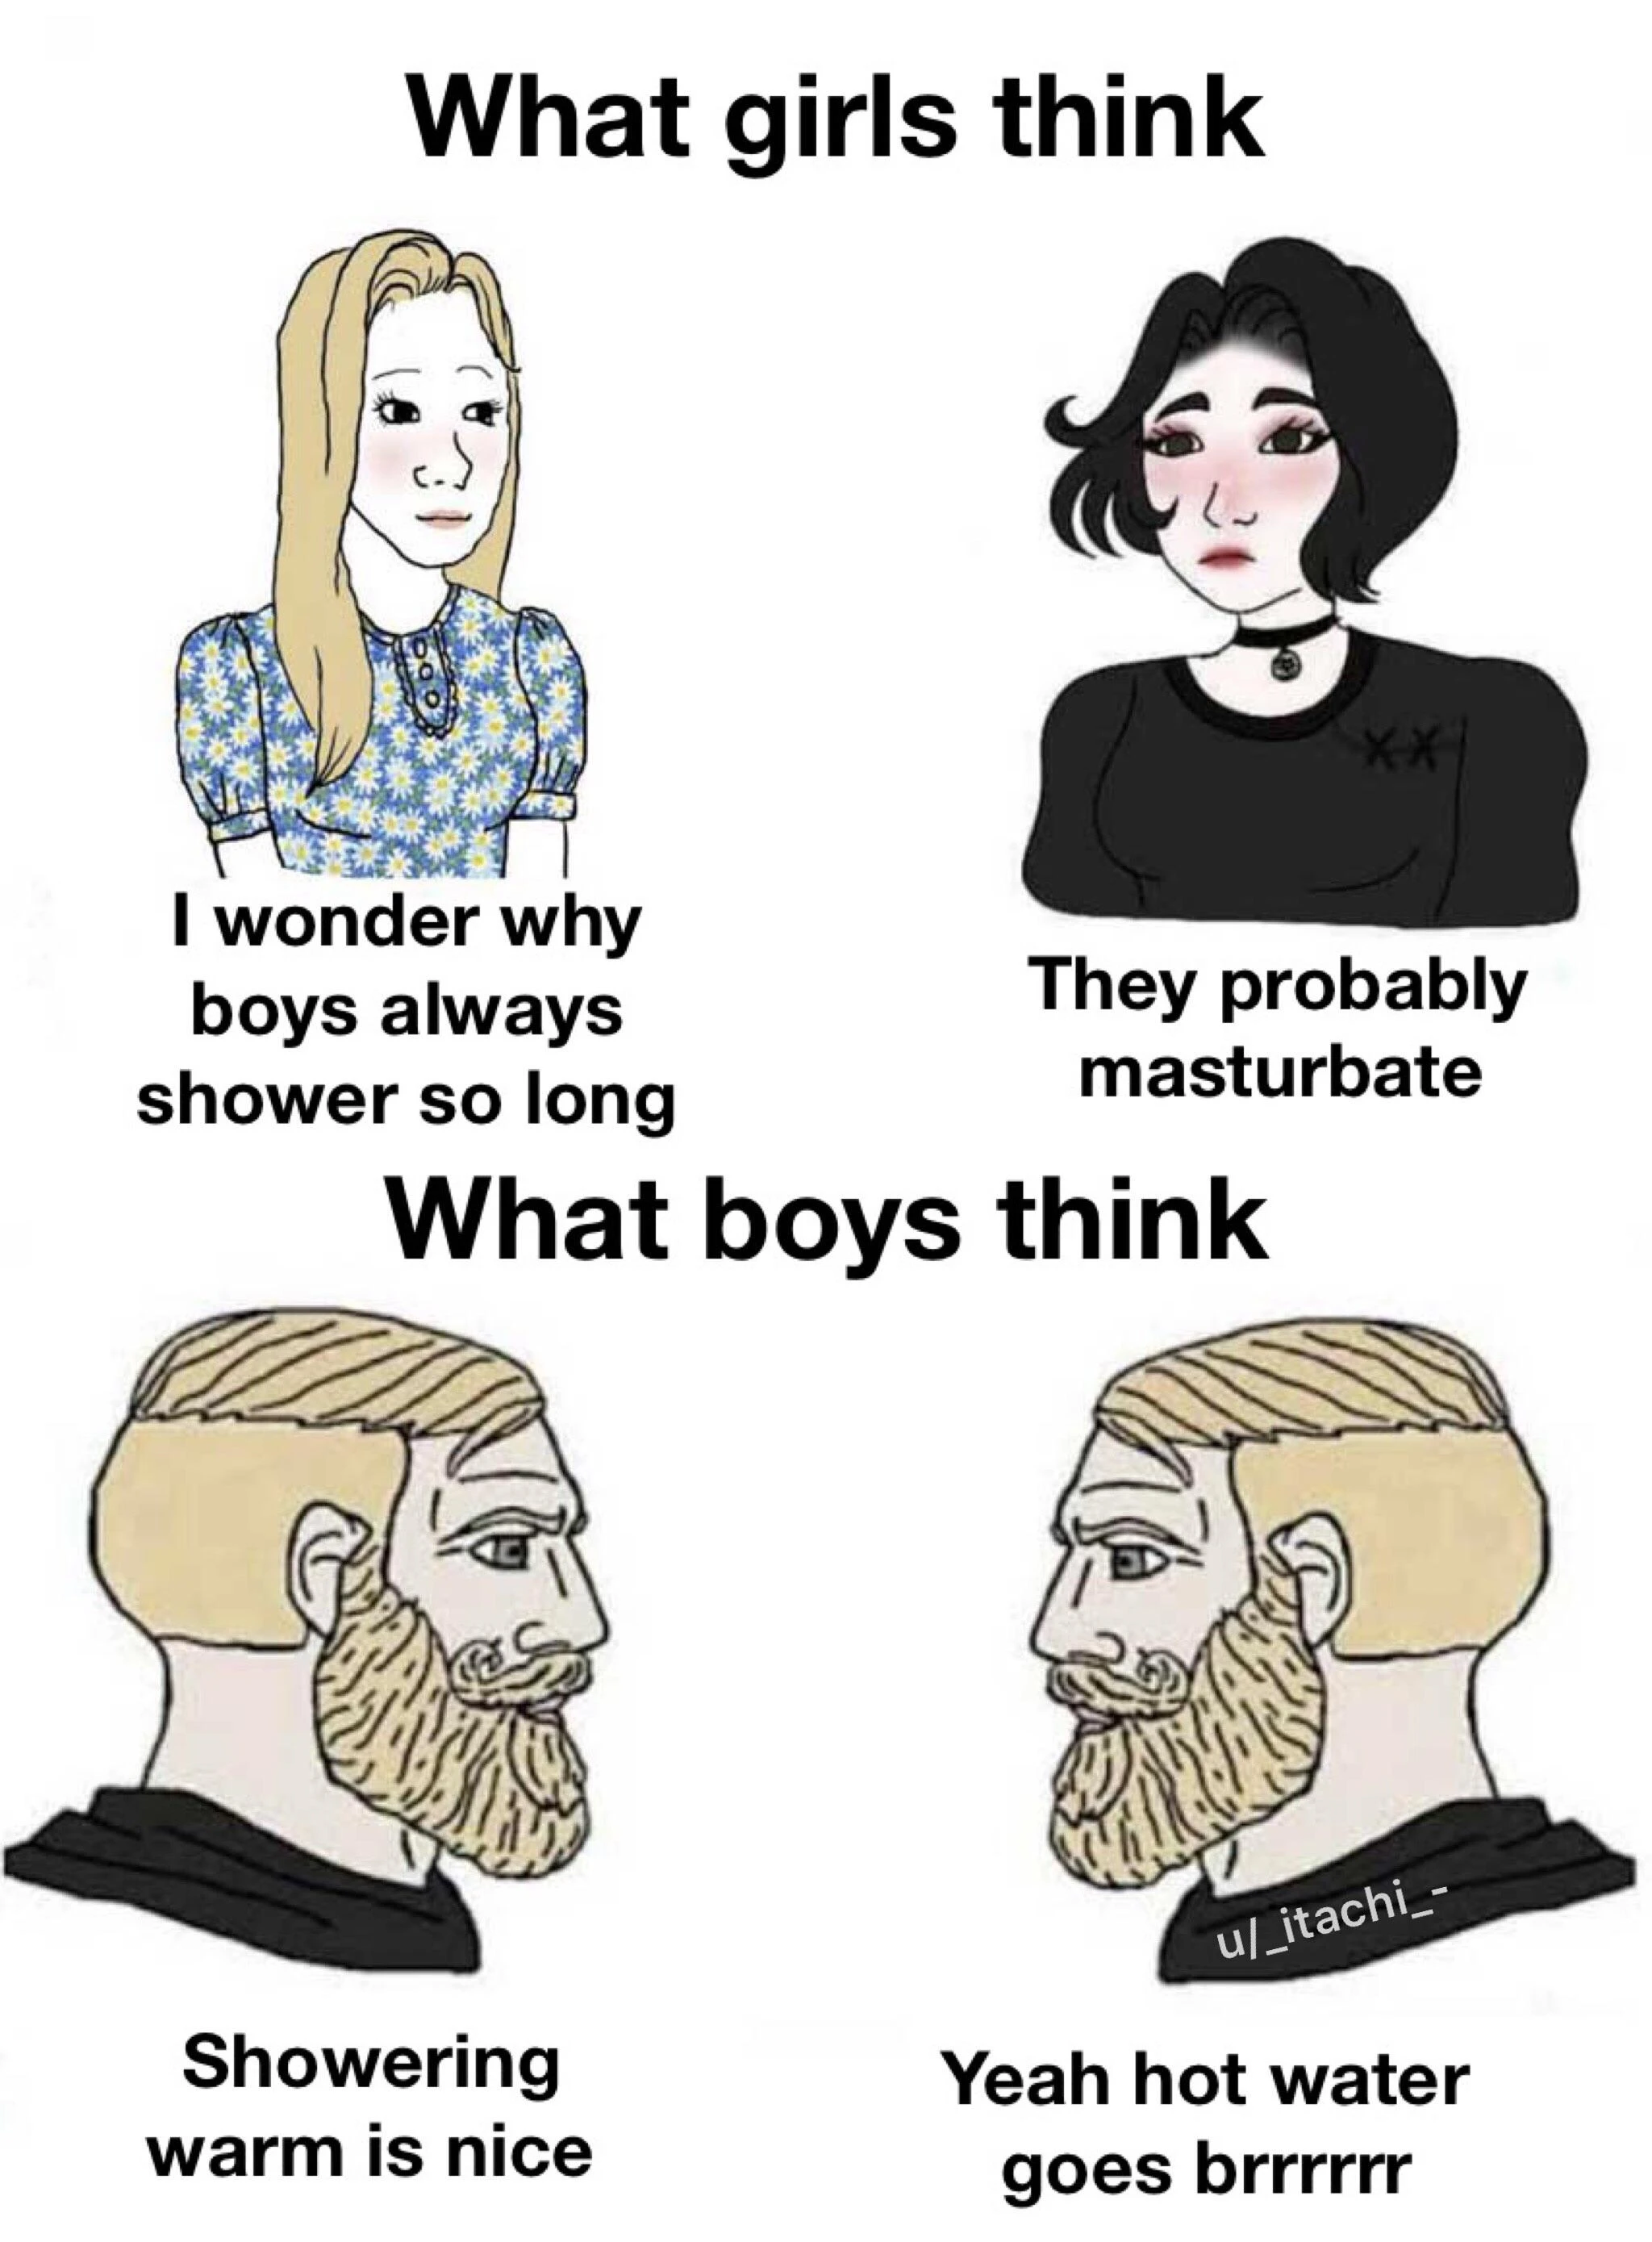 What girls think
I wonder why
boys always
shower so long
They probably
masturbate
What boys think
u/_itachi_-
Showering
warm is nice
Yeah hot water
goes brrrrrr